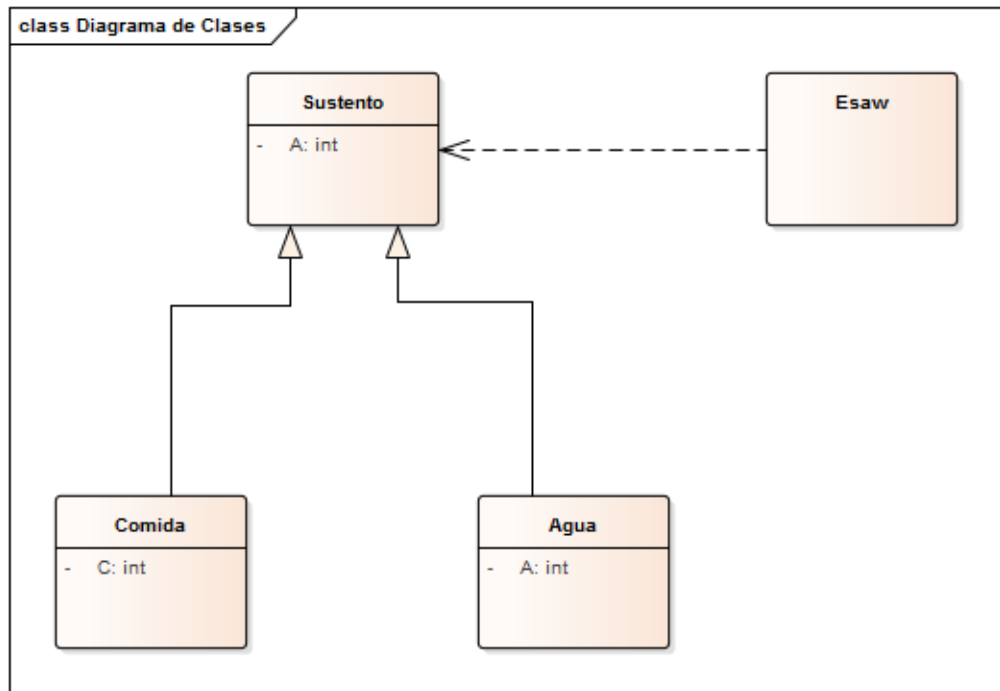 class Diagrama de Clases
Sustento
- A: int
Esaw
Comida
- C: int
Agua
- A: int